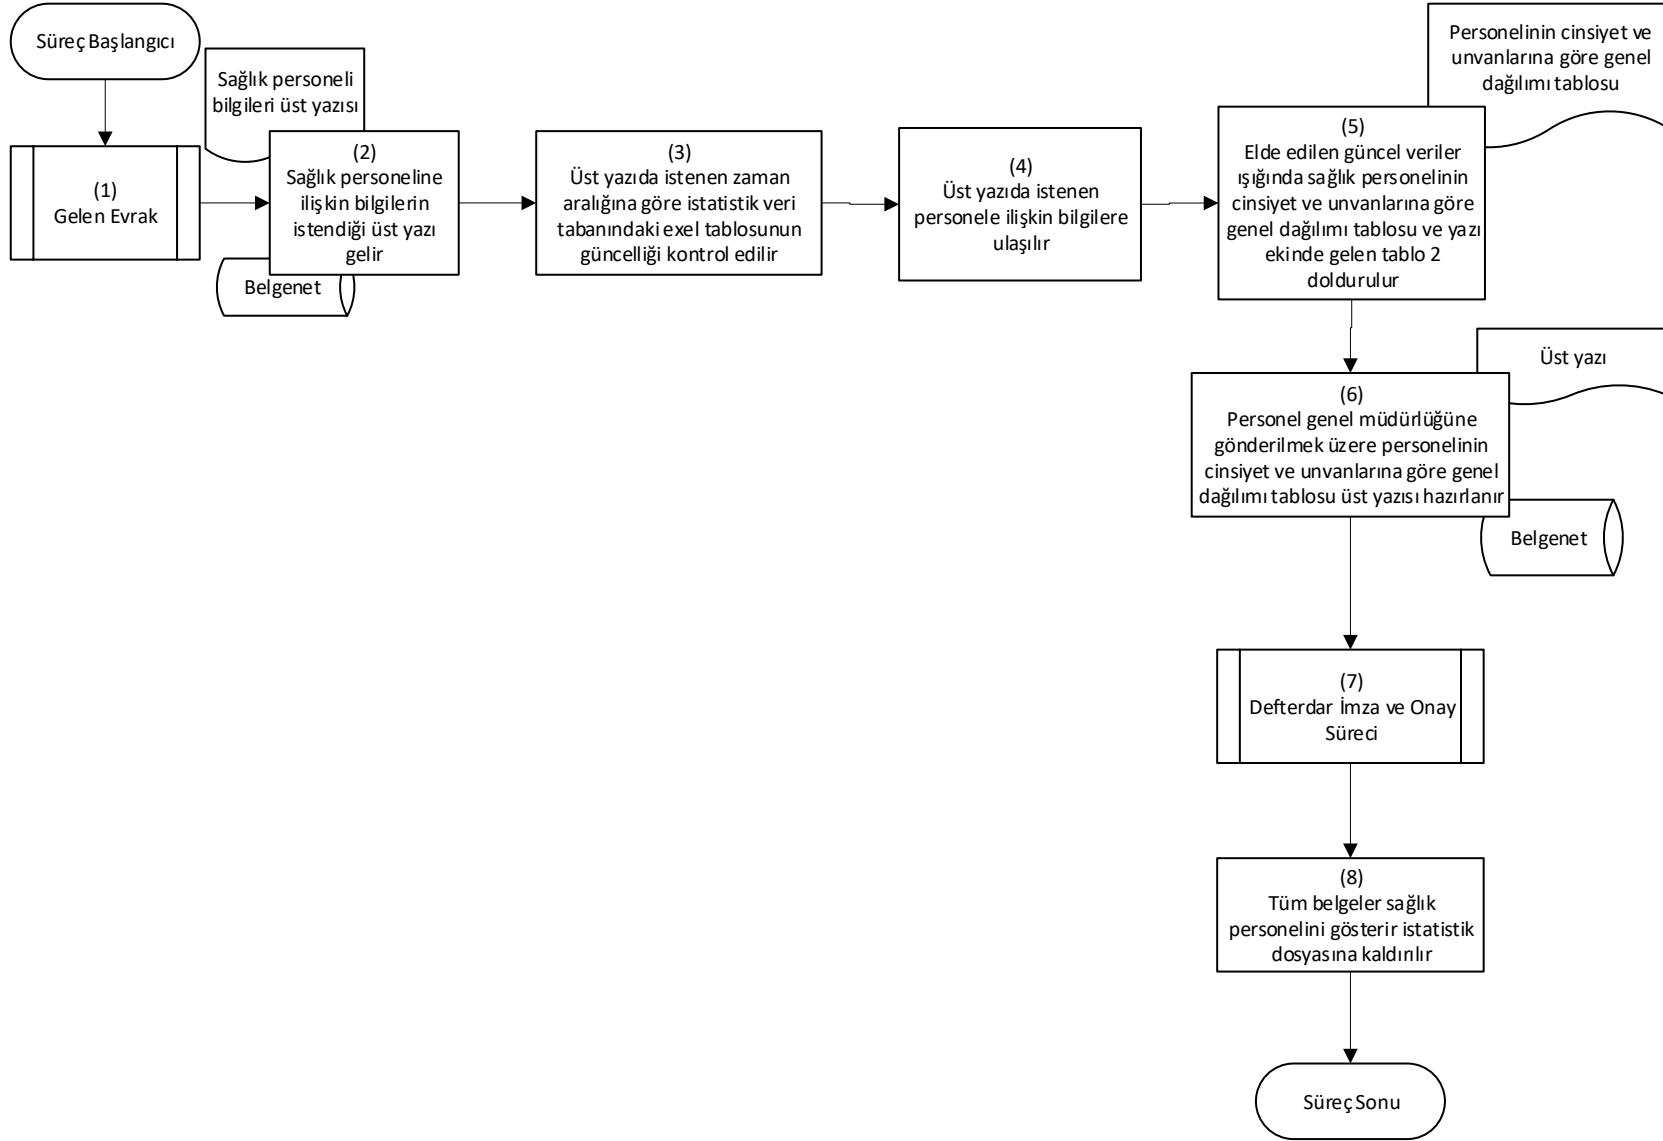 Süreç Başlangıcı
Sağlık personeli
bilgileri üst yazısı
(1)
Gelen Evrak
(2)
Sağlık personeline
ilişkin bilgilerin
istendiği üst yazı
gelir
Belgenet
(3)
Üst yazıda istenen zaman
aralığına göre istatistik veri
tabanındaki exel tablosunun
güncelliği kontrol edilir
(4)
Üst yazıda istenen
personele ilişkin bilgilere
ulaşılır
Personelinin cinsiyet ve
unvanlarına göre genel
dağılımı tablosu
(5)
Elde edilen güncel veriler
ışığında sağlık personelinin
cinsiyet ve unvanlarına göre
genel dağılımı tablosu ve yazı
ekinde gelen tablo 2
doldurulur
Üst yazı
(6)
Personel genel müdürlüğüne
gönderilmek üzere personelinin
cinsiyet ve unvanlarına göre genel
dağılımı tablosu üst yazısı hazırlanır
Belgenet
(7)
Defterdar İmza ve Onay
Süreci
(8)
Tüm belgeler sağlık
personelini gösterir istatistik
dosyasına kaldırılır
Süreç Sonu